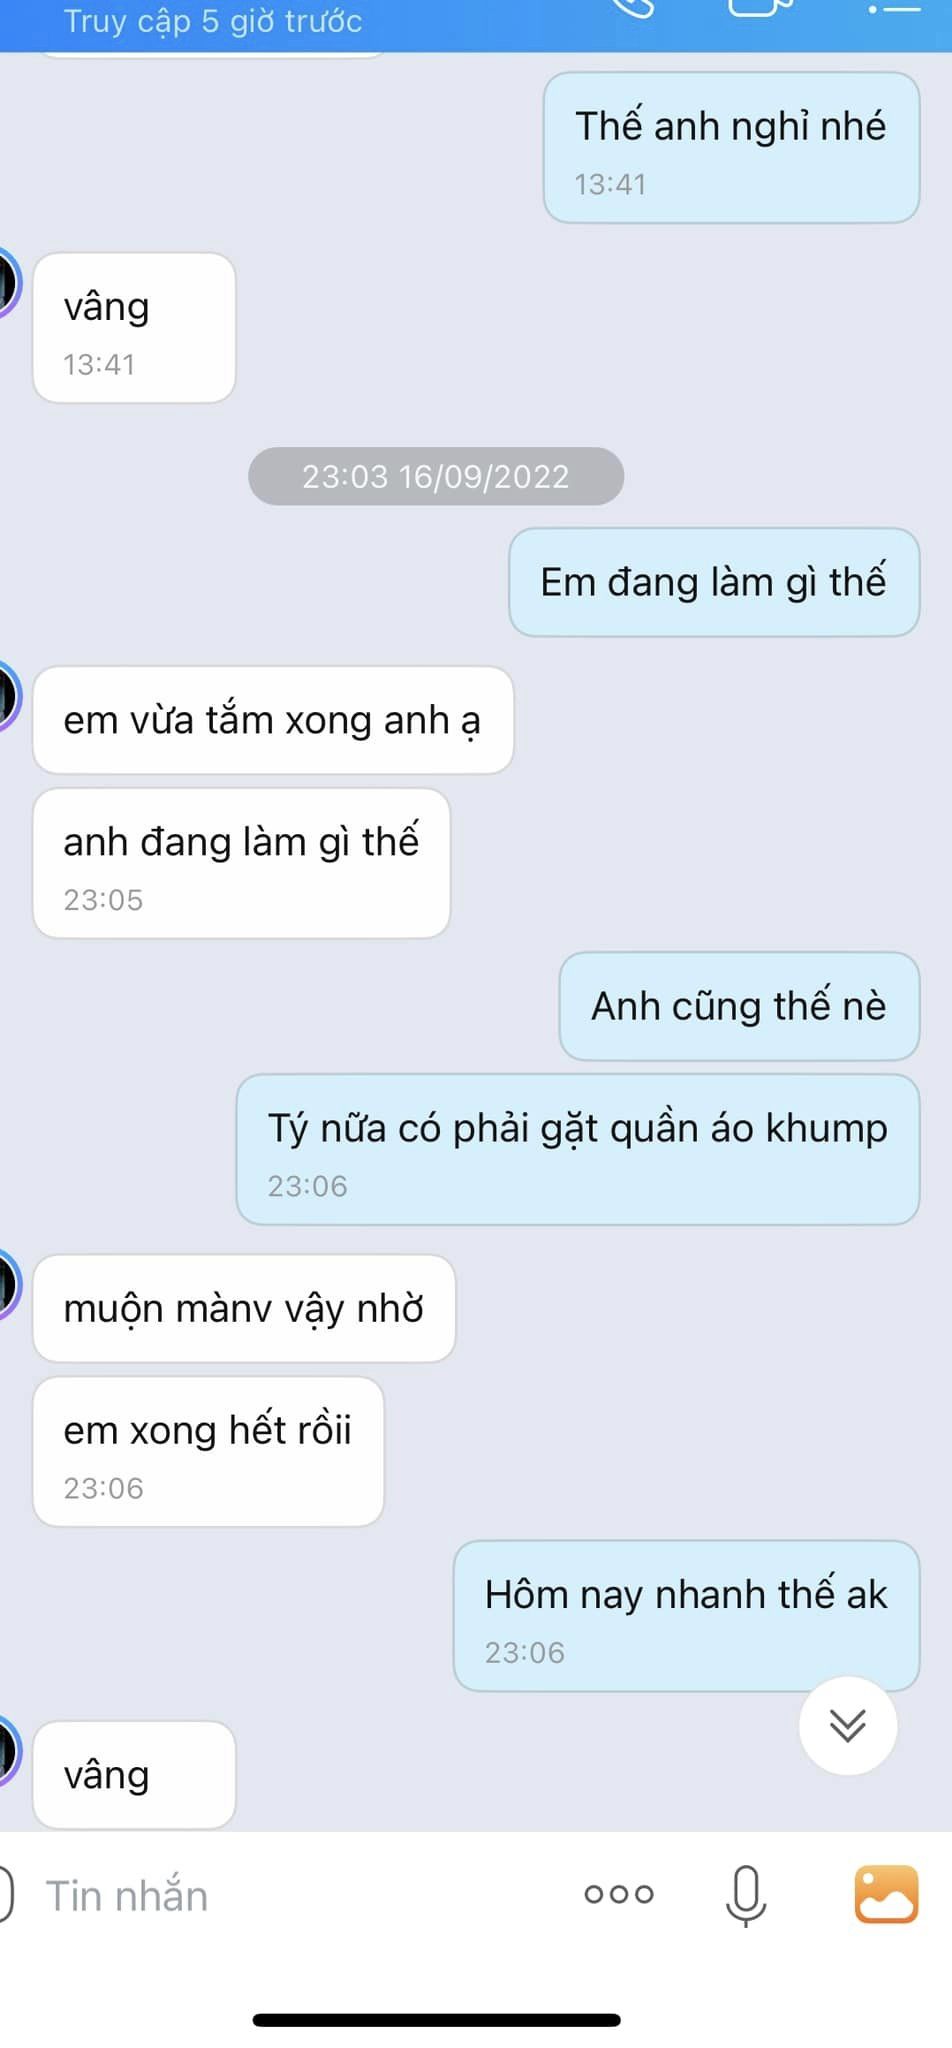 Truy cập 5 giờ trước
Thế anh nghỉ nhé
13:41
vâng
13:41
23:03 16/09/2022
Em đang làm gì thế
em vừa tắm xong anh ạ
anh đang làm gì thế
23:05
Anh cũng thế nè
Tý nữa có phải gặt quần áo khump
23:06
muộn mànv vậy nhờ
em xong hết rồii
23:06
Hôm nay nhanh thế ak
23:06
vâng
Tin nhắn